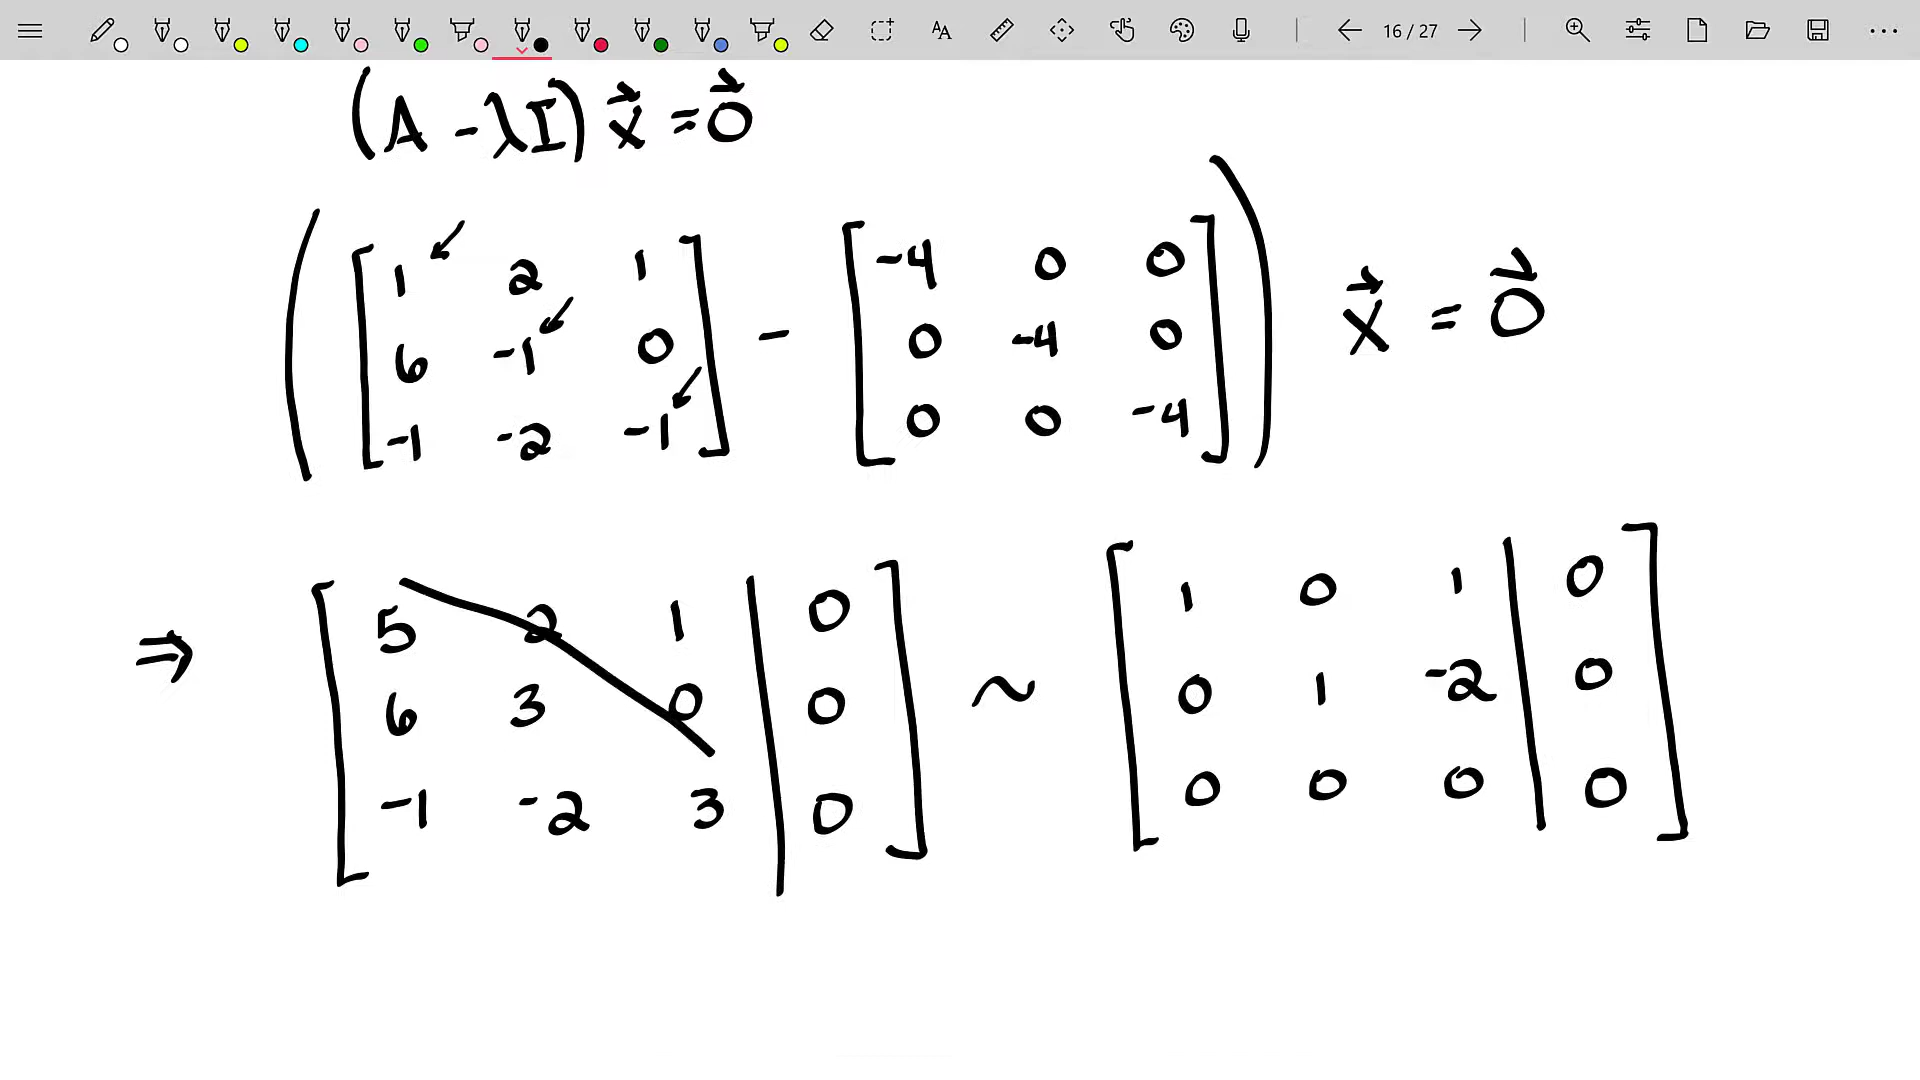 16 / 27
(A - λI) x⃗ = 0⃗
( [ 1 2 1 ] - [ -4 0 0 ] ) x⃗ = 0⃗
[ 6 -1 0 ] [ 0 -4 0 ]
[ -1 -2 -1 ] [ 0 0 -4 ]
⇒ [ 5 2 1 | 0 ] ~ [ 1 0 1 | 0 ]
[ 6 3 0 | 0 ] [ 0 1 -2 | 0 ]
[ -1 -2 3 | 0 ] [ 0 0 0 | 0 ]